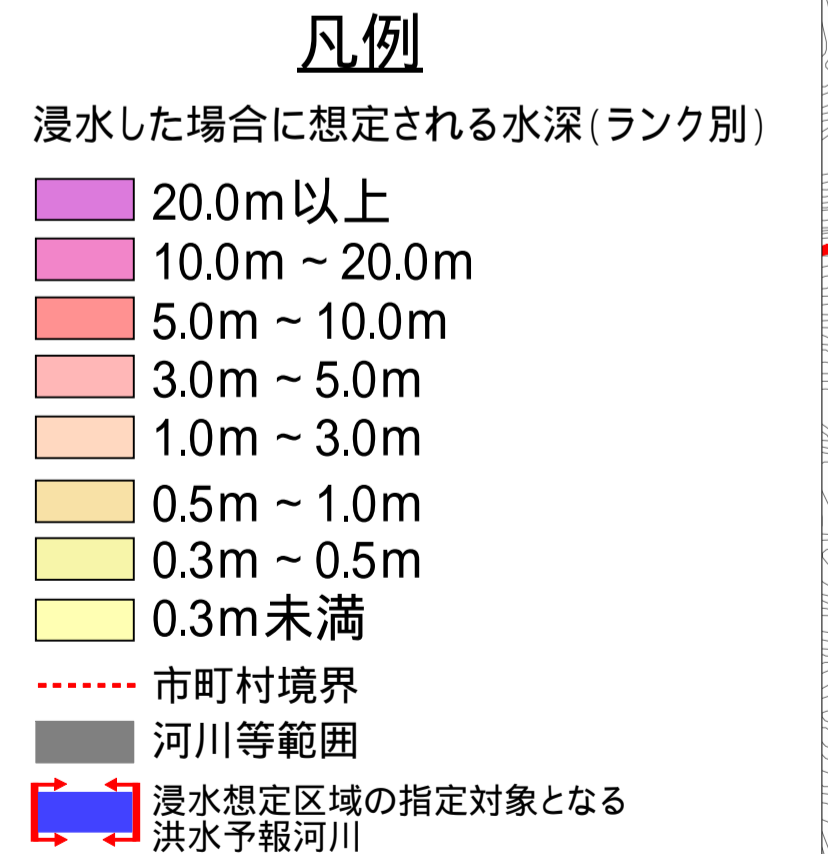 凡例
浸水した場合に想定される水深(ランク別)
20.0m以上
10.0m ~ 20.0m
5.0m ~ 10.0m
3.0m ~ 5.0m
1.0m ~ 3.0m
0.5m ~ 1.0m
0.3m ~ 0.5m
0.3m未満
市町村境界
河川等範囲
浸水想定区域の指定対象となる
洪水予報河川